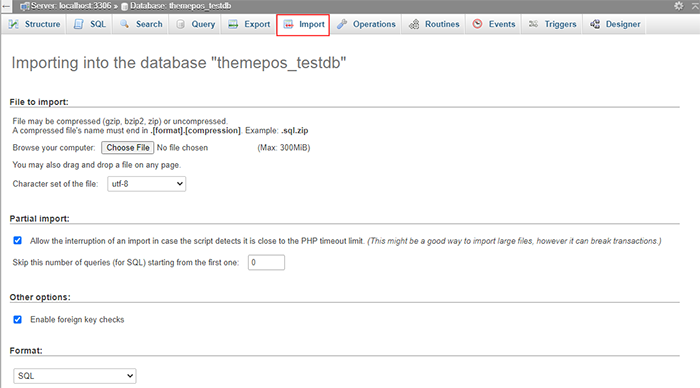 Server: localhost:3306 » Database: themepos_testdb
Structure SQL Search Query Export Import Operations Routines Events Triggers Designer
Importing into the database "themepos_testdb"
File to import:
File may be compressed (gzip, bzip2, zip) or uncompressed.
A compressed file's name must end in .[format].[compression]. Example: .sql.zip
Browse your computer: Choose File No file chosen (Max: 300MiB)
You may also drag and drop a file on any page.
Character set of the file: utf-8
Partial import:
Allow the interruption of an import in case the script detects it is close to the PHP timeout limit. (This might be a good way to import large files, however it can break transactions.)
Skip this number of queries (for SQL) starting from the first one: 0
Other options:
Enable foreign key checks
Format:
SQL